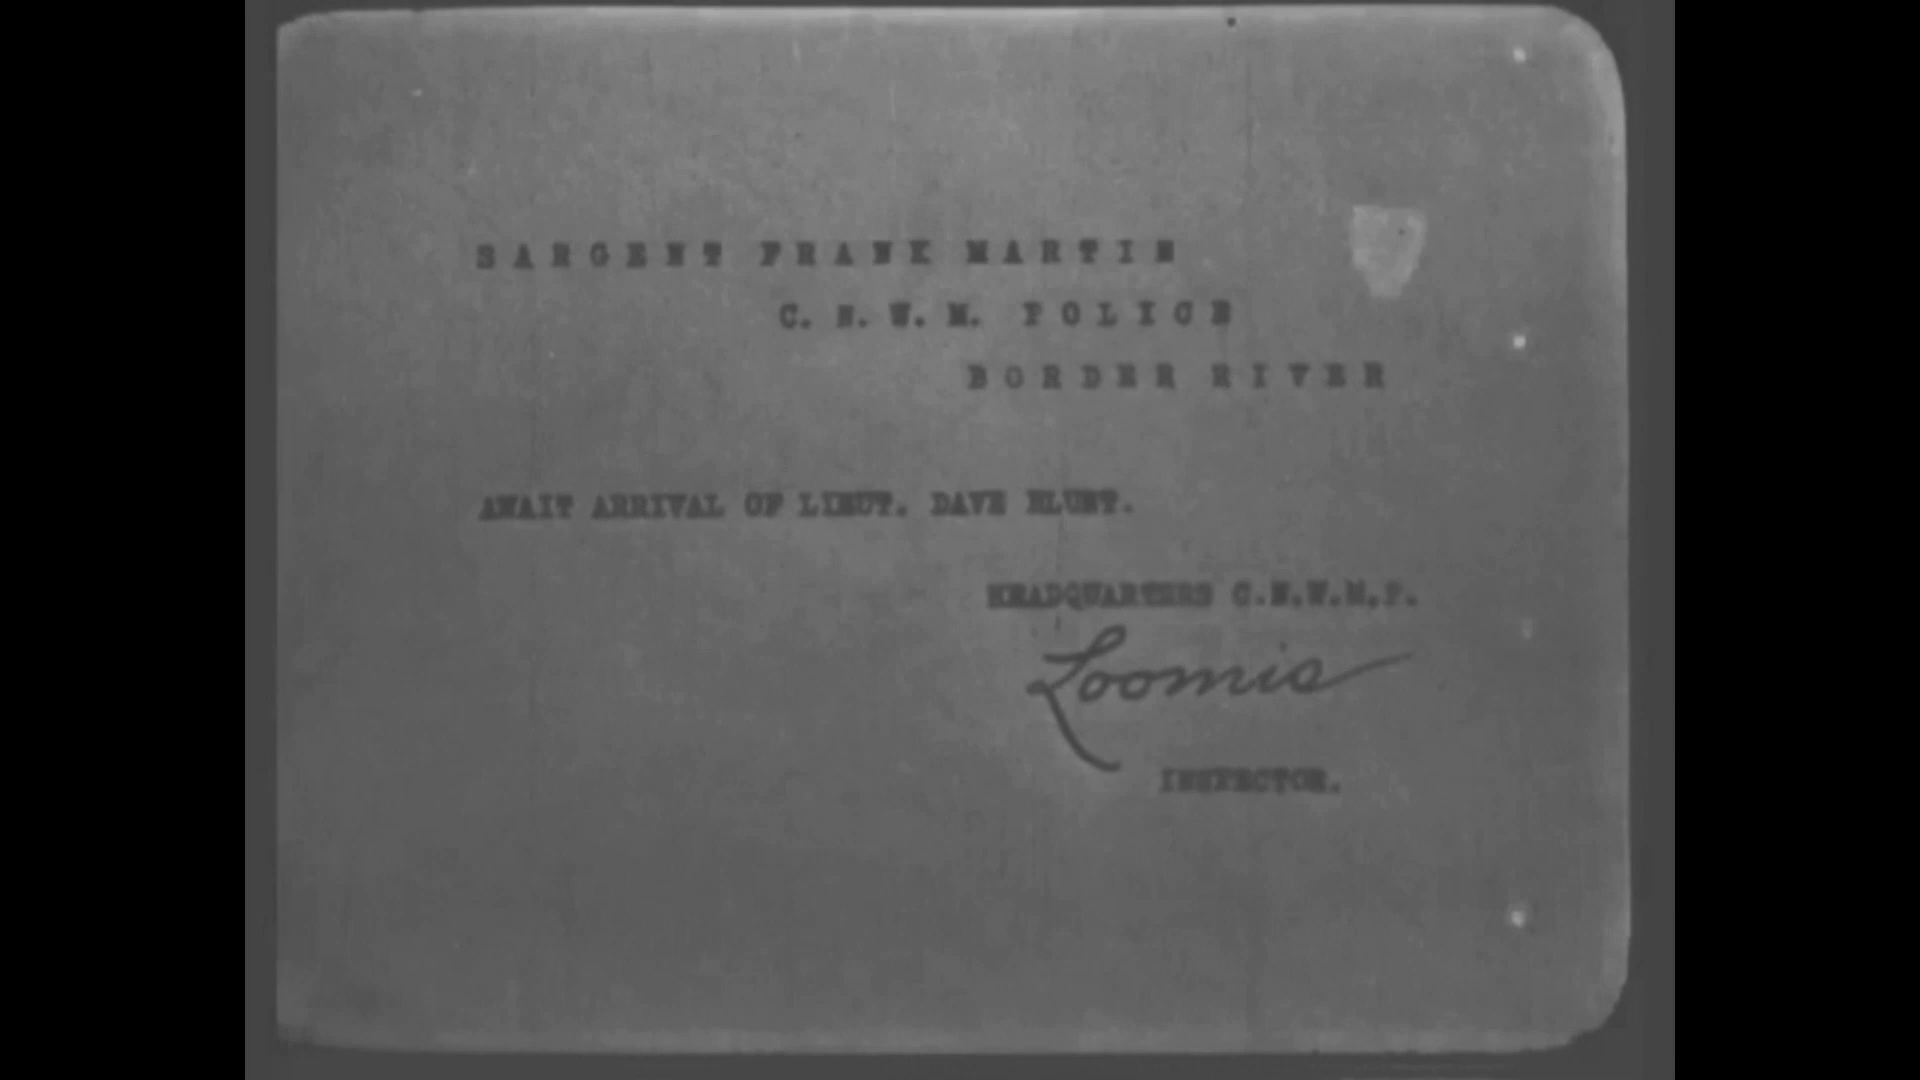 SARGENT FRANK MARTIN
C. N. W. M. POLICE
BORDER RIVER
AWAIT ARRIVAL OF LIEUT. DAVE BLUNT.
HEADQUARTERS C.N.W.M.P.
Loomis
INSPECTOR.